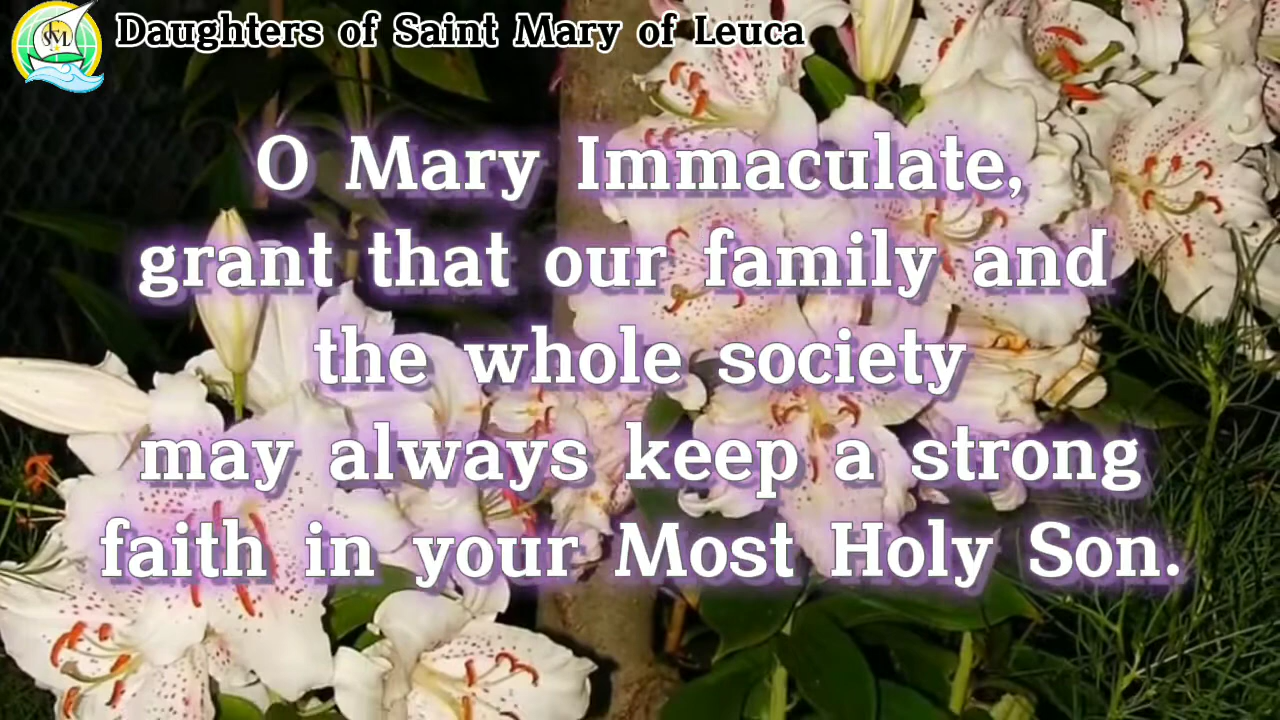 Daughters of Saint Mary of Leuca
O Mary Immaculate,
grant that our family and
the whole society
may always keep a strong
faith in your Most Holy Son.